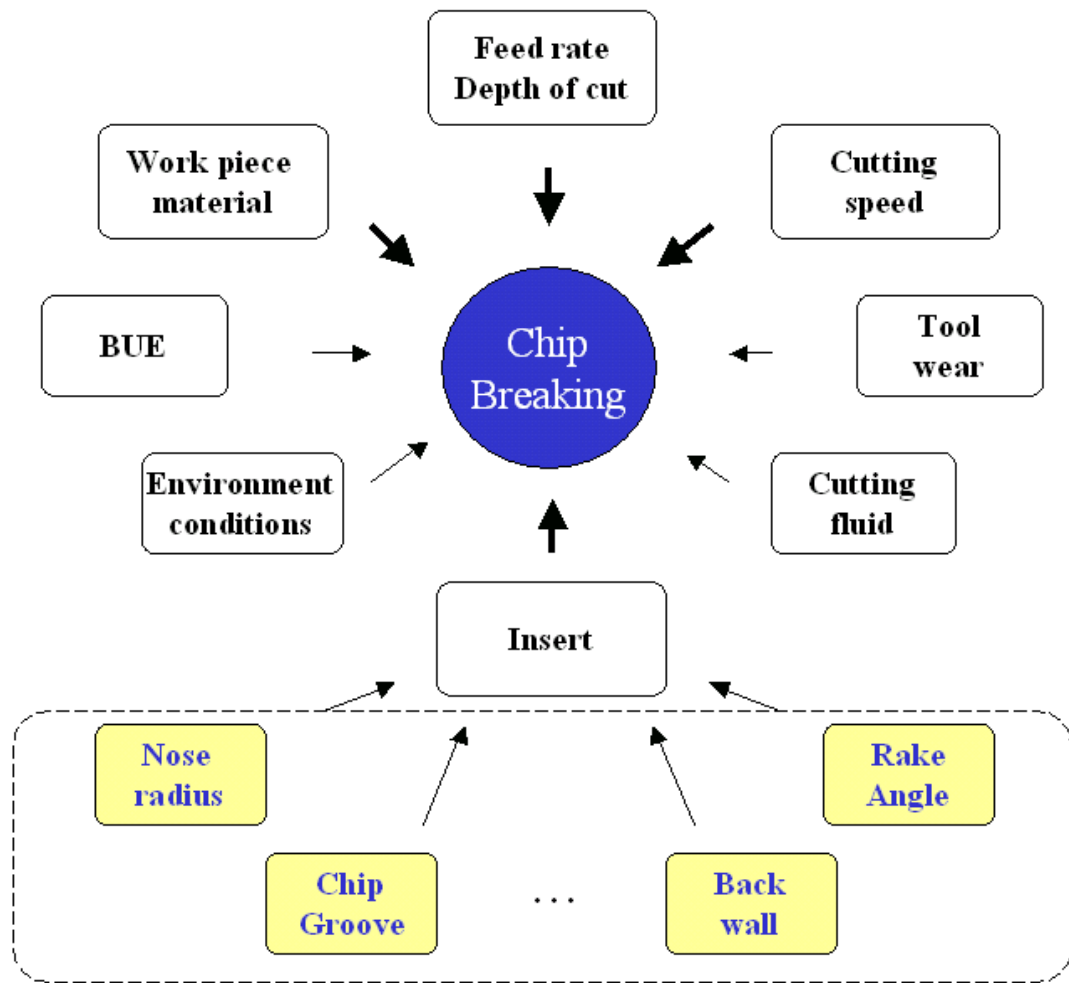 Feed rate
Depth of cut
Work piece
material
Cutting
speed
BUE
Chip
Breaking
Tool
wear
Environment
conditions
Cutting
fluid
Insert
Nose
radius
Rake
Angle
Chip
Groove
...
Back
wall